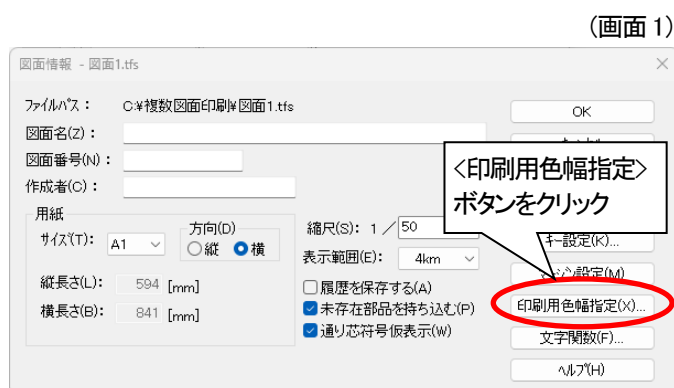 (画面 1)
図面情報 - 図面1.tfs
ファイルパス： C:¥複数図面印刷¥図面1.tfs
OK
図面名(Z)：
図面番号(N)：
作成者(C)：
<印刷用色幅指定>
ボタンをクリック
用紙
サイズ(T)： A1
方向(D)
縦 横
縦長さ(L)： 594 [mm]
横長さ(B)： 841 [mm]
縮尺(S)： 1／50
表示範囲(E)： 4km
履歴を保存する(A)
未存在部品を持ち込む(P)
通り芯符号仮表示(W)
キー設定(K)...
印刷用色幅指定(X)...
文字関数(F)...
ヘルプ(H)